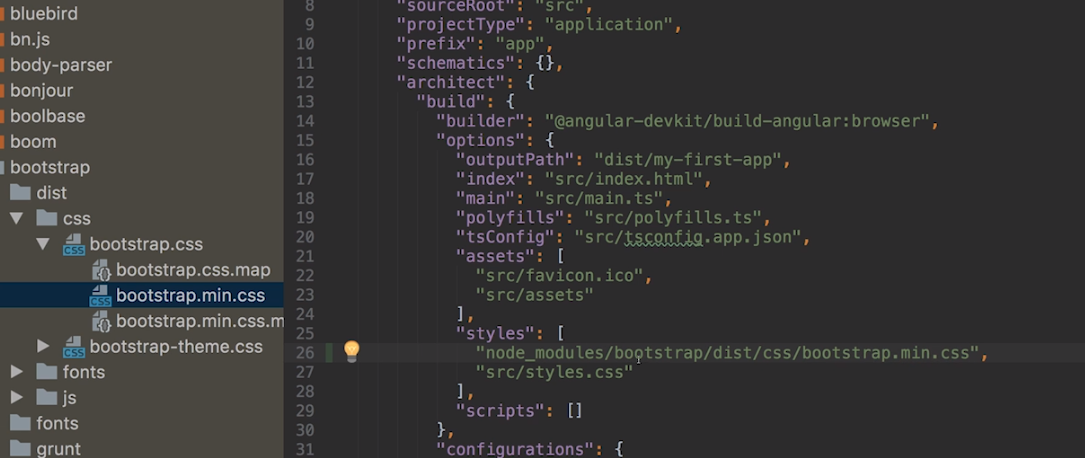 bluebird
bn.js
body-parser
bonjour
boolbase
boom
bootstrap
dist
css
bootstrap.css
bootstrap.css.map
bootstrap.min.css
bootstrap.min.css.m
bootstrap-theme.css
fonts
js
fonts
grunt
8 "sourceRoot": "src",
9 "projectType": "application",
10 "prefix": "app",
11 "schematics": {},
12 "architect": {
13 "build": {
14 "builder": "@angular-devkit/build-angular:browser",
15 "options": {
16 "outputPath": "dist/my-first-app",
17 "index": "src/index.html",
18 "main": "src/main.ts",
19 "polyfills": "src/polyfills.ts",
20 "tsConfig": "src/tsconfig.app.json",
21 "assets": [
22 "src/favicon.ico",
23 "src/assets"
24 ],
25 "styles": [
26 "node_modules/bootstrap/dist/css/bootstrap.min.css",
27 "src/styles.css"
28 ],
29 "scripts": []
30 },
31 "configurations": {